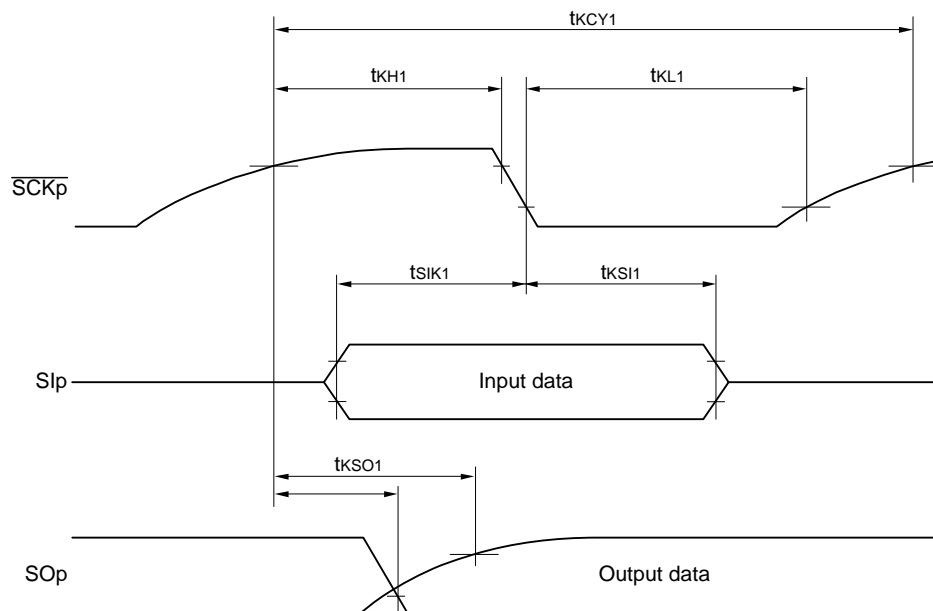 tKCY1
tKH1
tKL1
SCKp
tSIK1
tKSI1
SIp
Input data
tKSO1
SOp
Output data